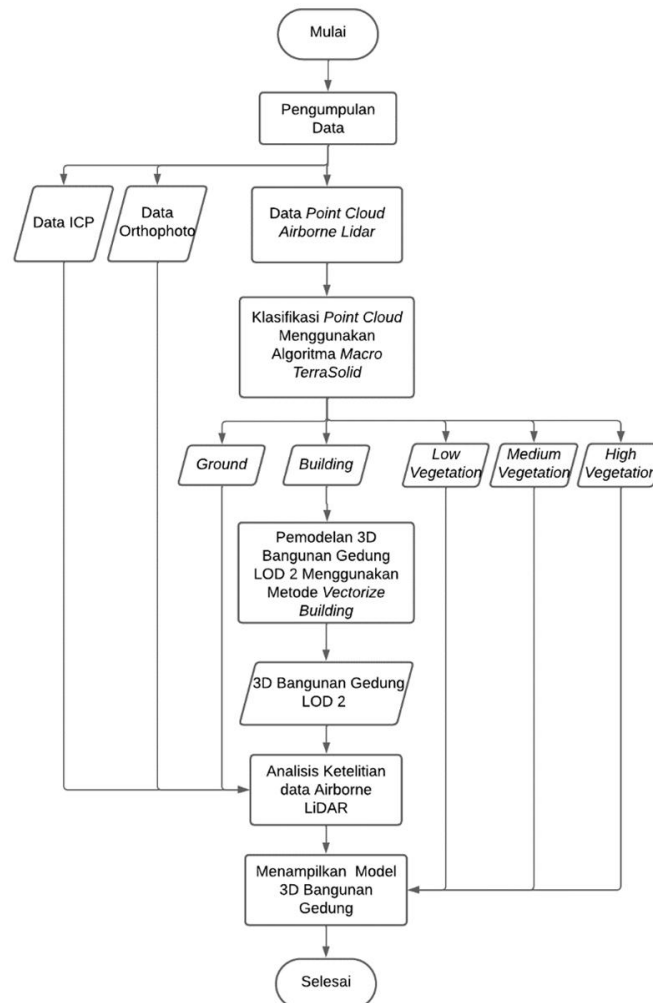 Mulai
Pengumpulan
Data
Data ICP
Data
Orthophoto
Data Point Cloud
Airborne Lidar
Klasifikasi Point Cloud
Menggunakan
Algoritma Macro
TerraSolid
Ground
Building
Low
Vegetation
Medium
Vegetation
High
Vegetation
Pemodelan 3D
Bangunan Gedung
LOD 2 Menggunakan
Metode Vectorize
Building
3D Bangunan Gedung
LOD 2
Analisis Ketelitian
data Airborne
LiDAR
Menampilkan Model
3D Bangunan
Gedung
Selesai